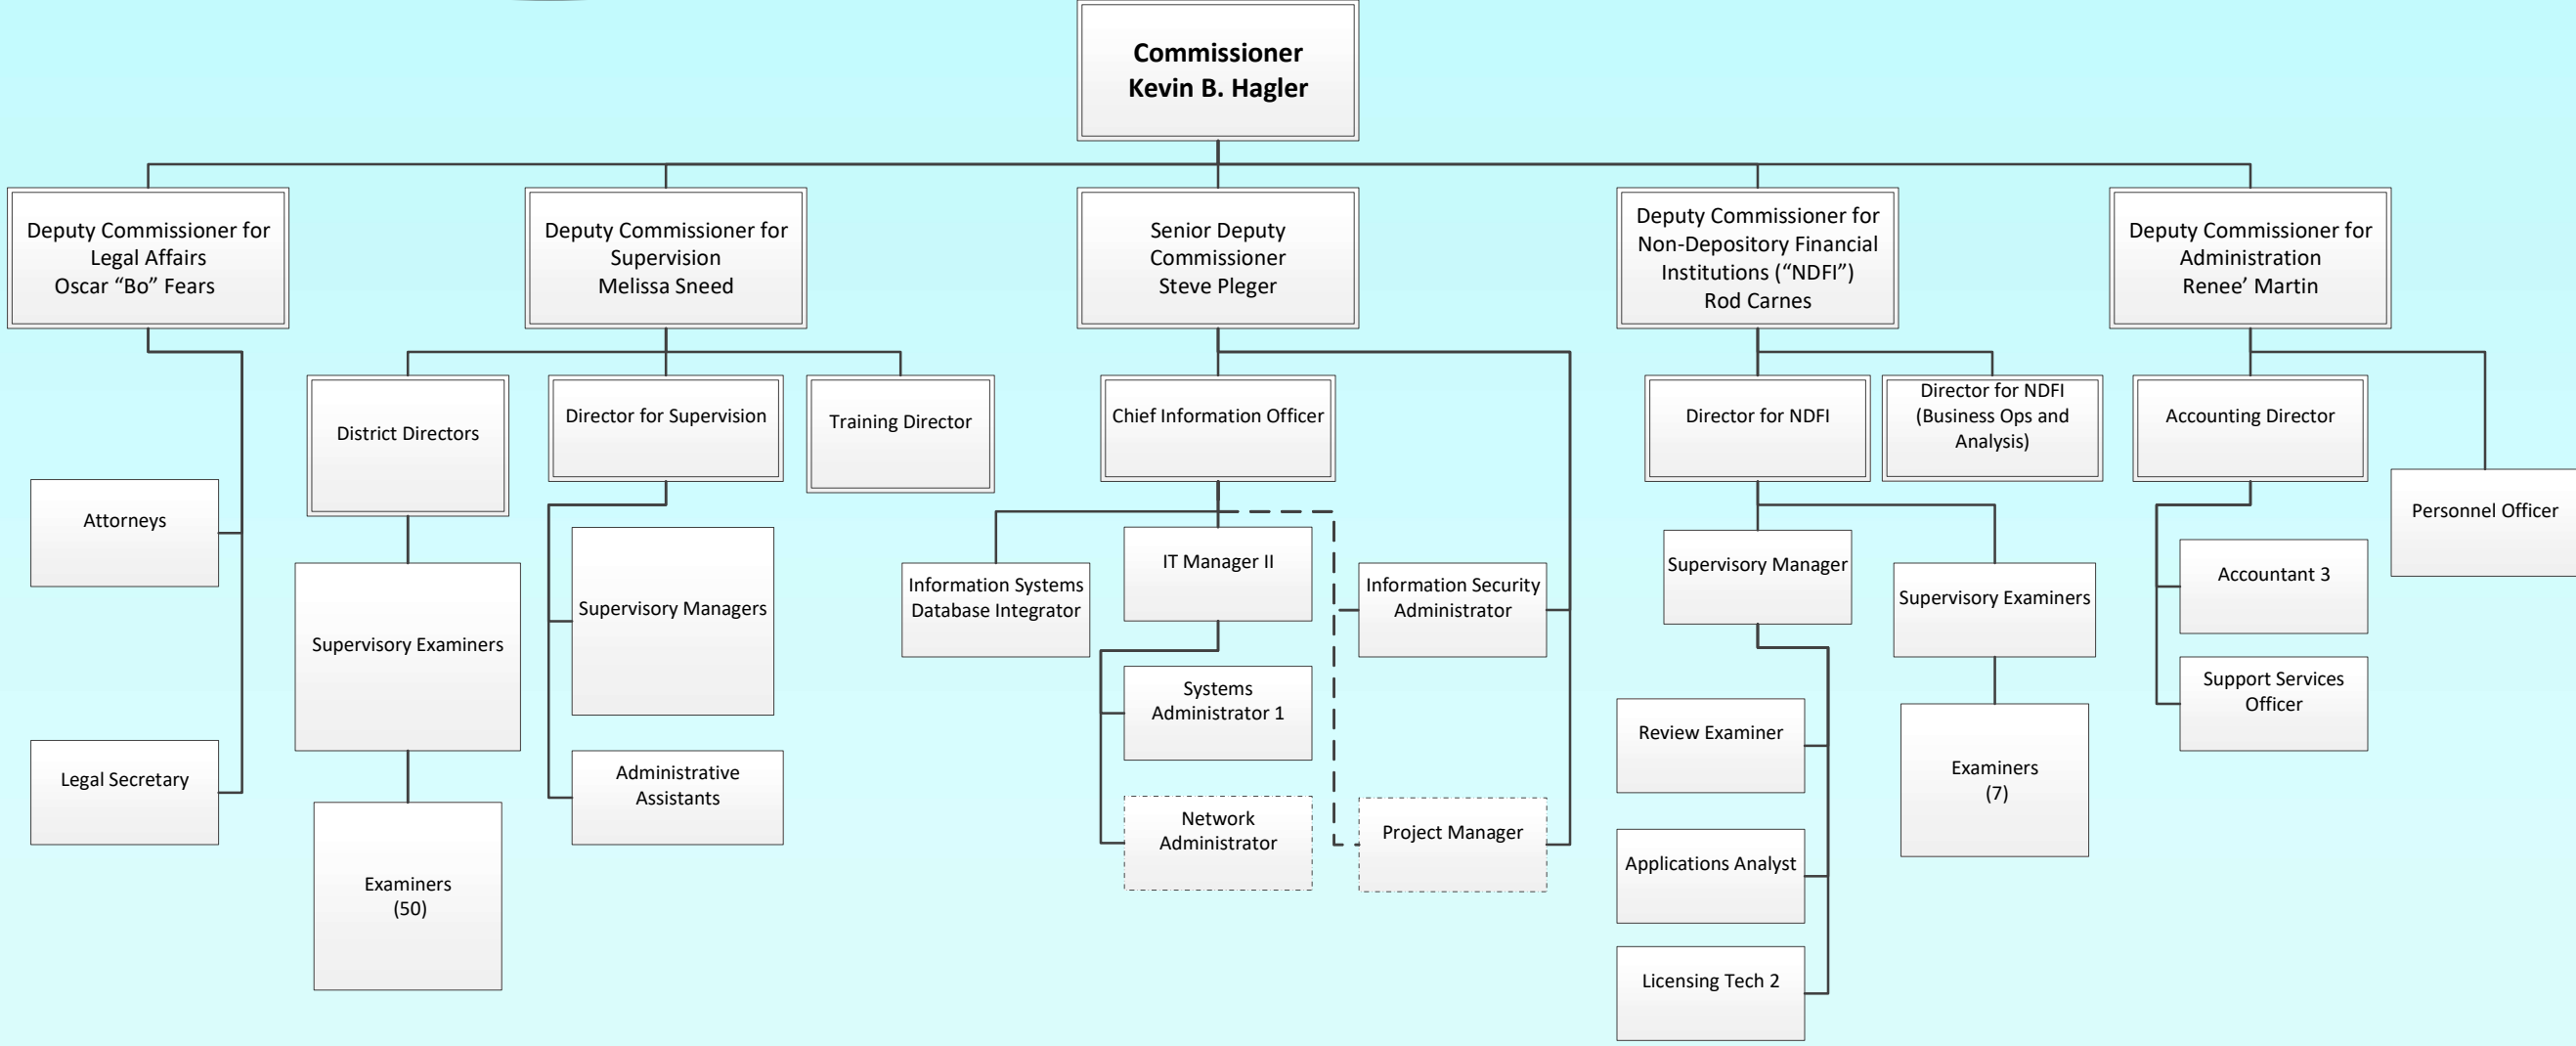 Commissioner
Kevin B. Hagler
Deputy Commissioner for
Legal Affairs
Oscar “Bo” Fears
Deputy Commissioner for
Supervision
Melissa Sneed
Senior Deputy
Commissioner
Steve Pleger
Deputy Commissioner for
Non-Depository Financial
Institutions (“NDFI”)
Rod Carnes
Deputy Commissioner for
Administration
Renee’ Martin
District Directors
Director for Supervision
Training Director
Chief Information Officer
Director for NDFI
Director for NDFI
(Business Ops and
Analysis)
Accounting Director
Attorneys
Legal Secretary
Supervisory Examiners
Examiners
(50)
Supervisory Managers
Administrative
Assistants
Information Systems
Database Integrator
IT Manager II
Systems
Administrator 1
Network
Administrator
Information Security
Administrator
Project Manager
Supervisory Manager
Review Examiner
Applications Analyst
Licensing Tech 2
Supervisory Examiners
Examiners
(7)
Accountant 3
Support Services
Officer
Personnel Officer